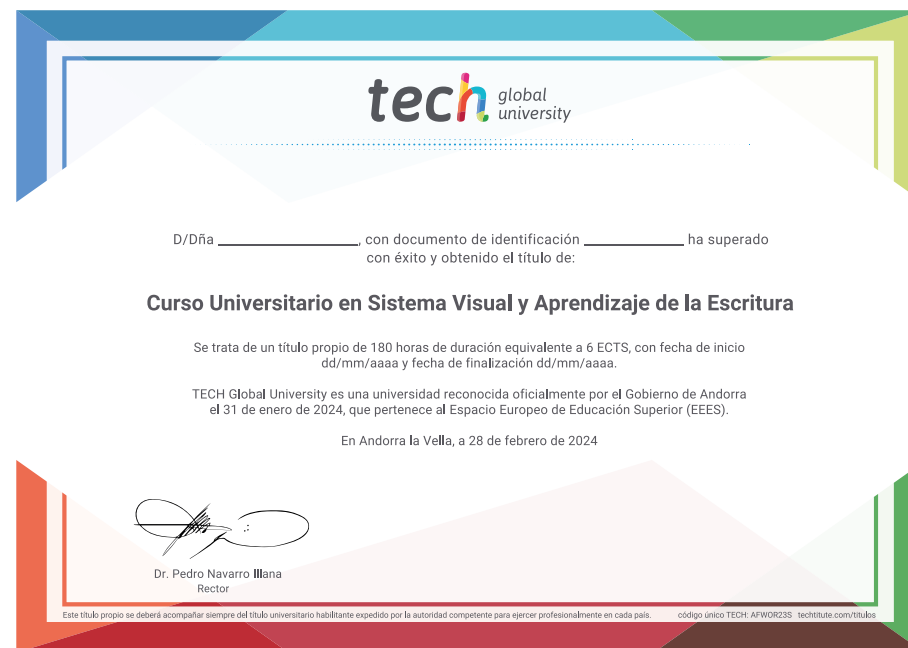 tech global university
D/Dña ____________________, con documento de identificación ______________ ha superado
con éxito y obtenido el título de:
Curso Universitario en Sistema Visual y Aprendizaje de la Escritura
Se trata de un título propio de 180 horas de duración equivalente a 6 ECTS, con fecha de inicio
dd/mm/aaaa y fecha de finalización dd/mm/aaaa.
TECH Global University es una universidad reconocida oficialmente por el Gobierno de Andorra
el 31 de enero de 2024, que pertenece al Espacio Europeo de Educación Superior (EEES).
En Andorra la Vella, a 28 de febrero de 2024
Dr. Pedro Navarro Illana
Rector
Este título propio se deberá acompañar siempre del título universitario habilitante expedido por la autoridad competente para ejercer profesionalmente en cada país. código único TECH: AFWOR23S techtitute.com/titulos